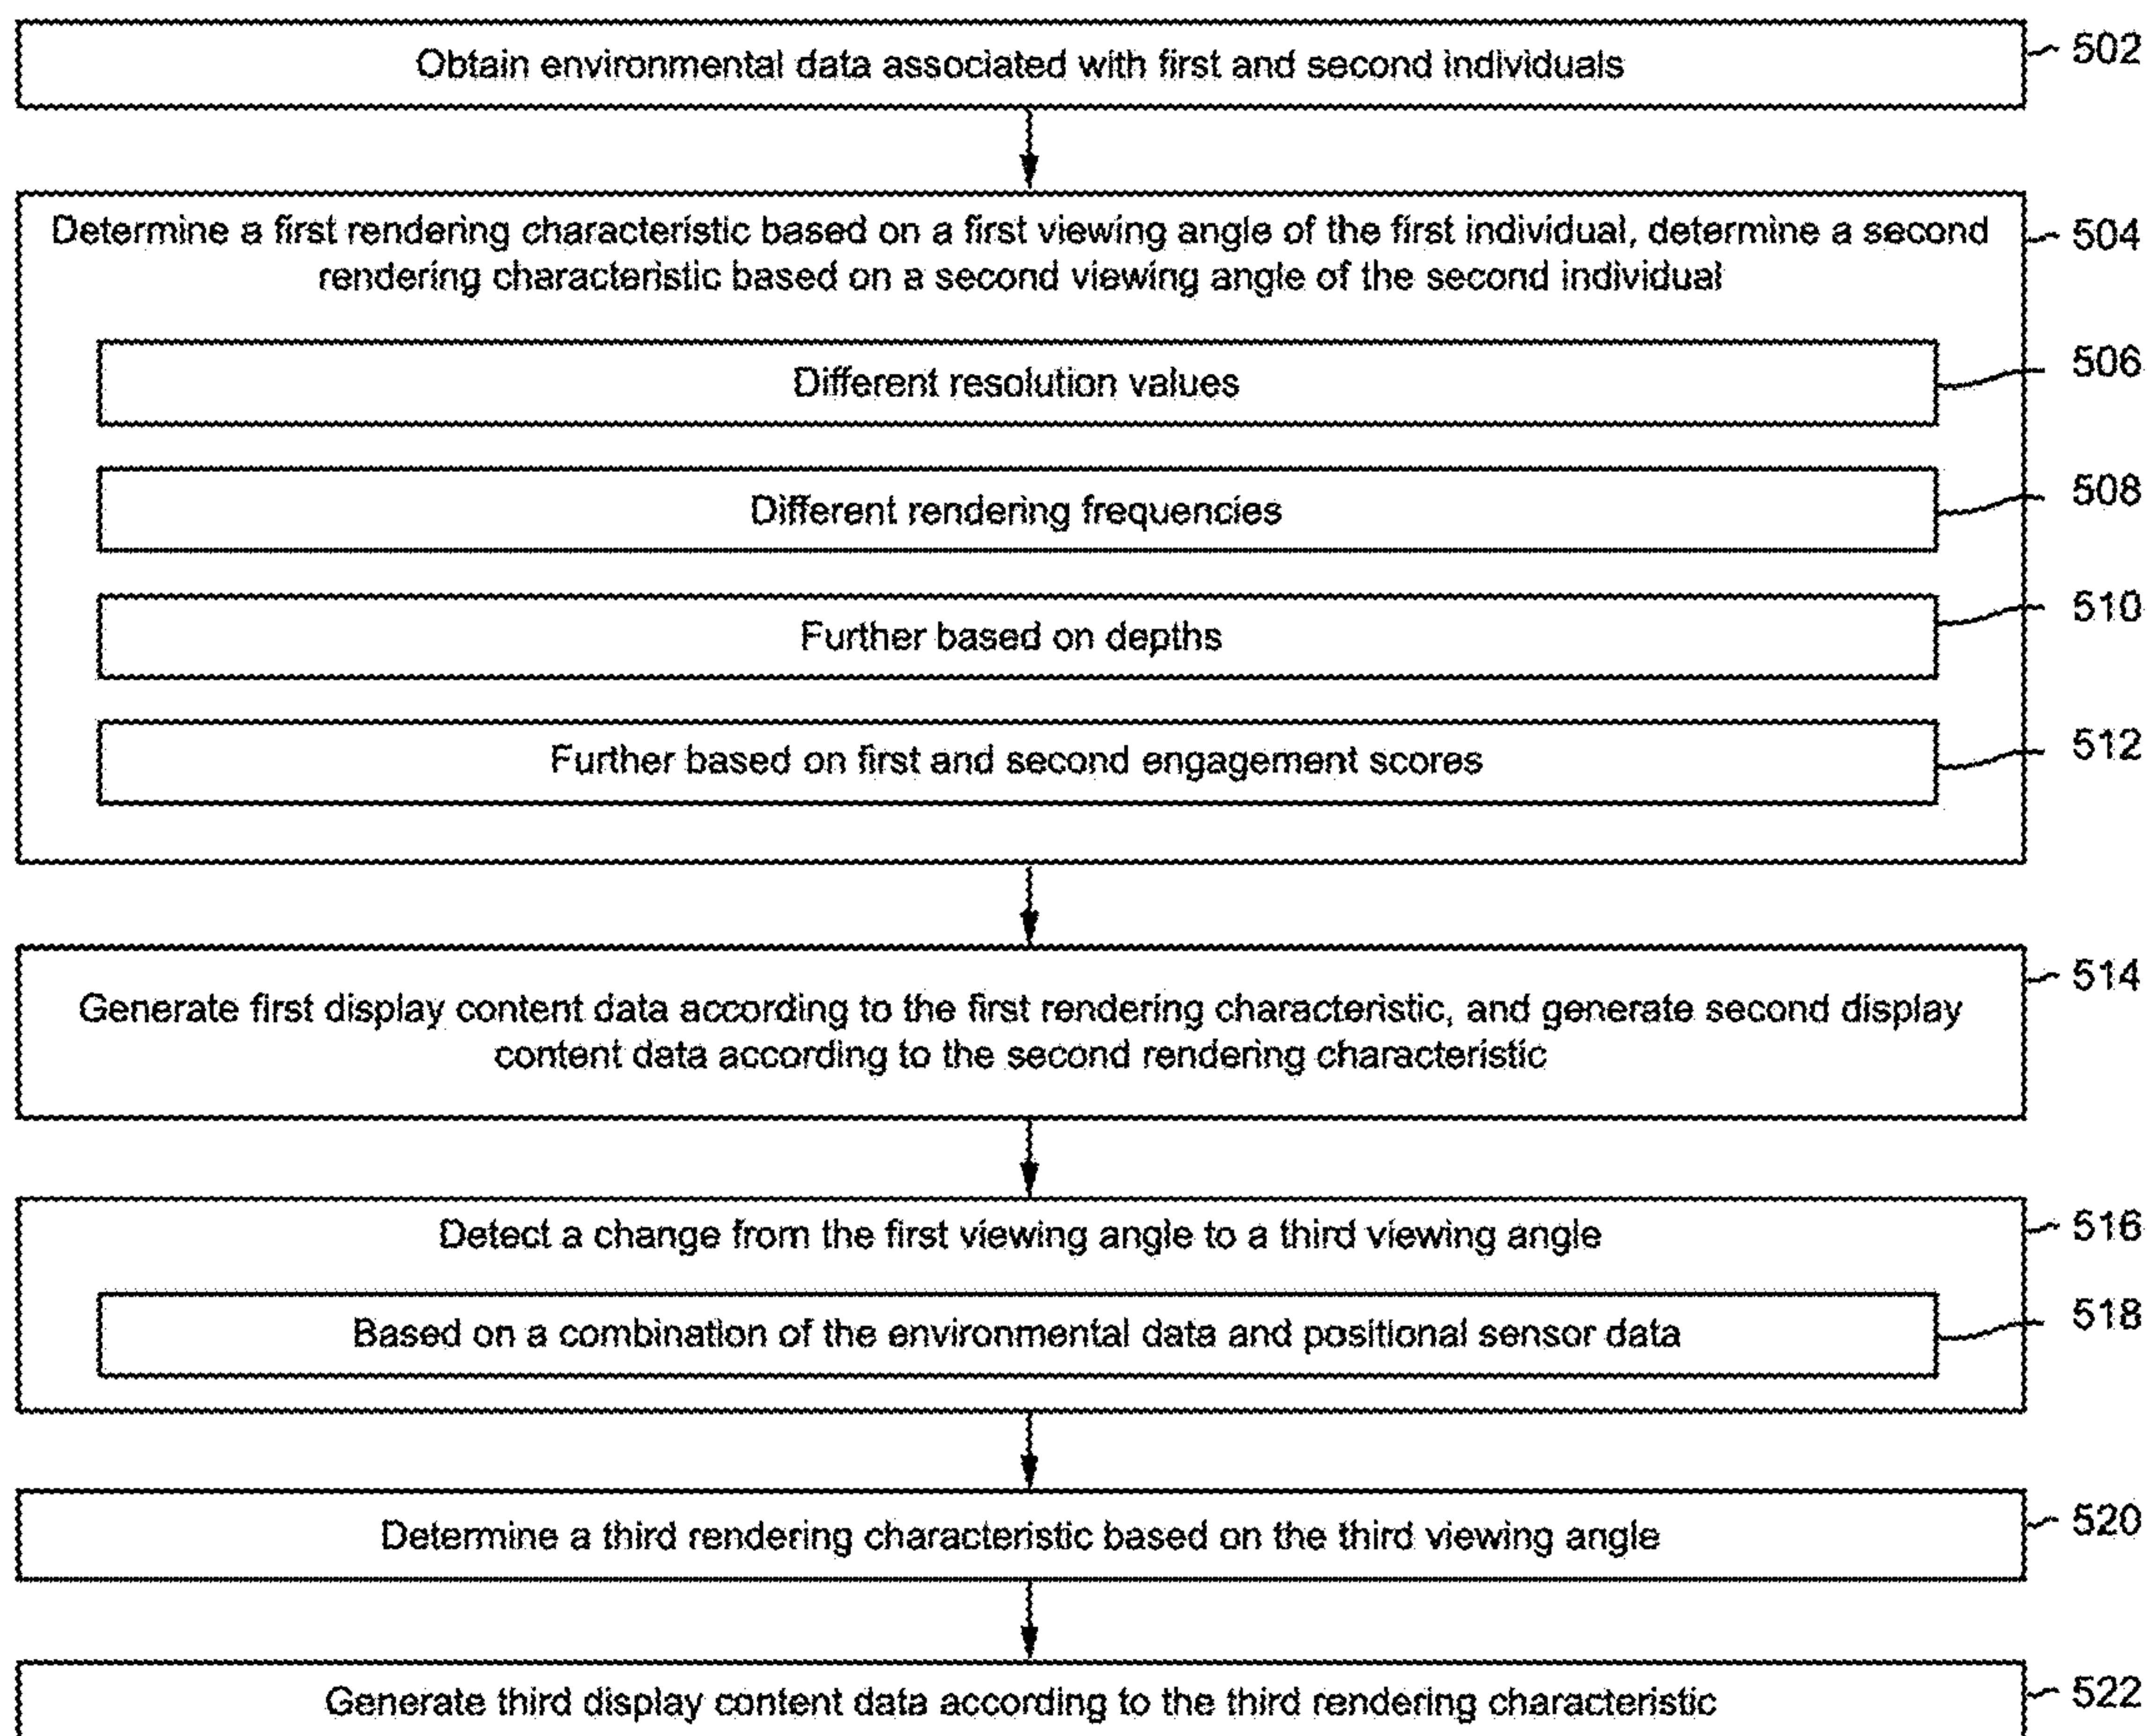 Obtain environmental data associated with first and second individuals
502
Determine a first rendering characteristic based on a first viewing angle of the first individual, determine a second
rendering characteristic based on a second viewing angle of the second individual
504
Different resolution values
506
Different rendering frequencies
508
Further based on depths
510
Further based on first and second engagement scores
512
Generate first display content data according to the first rendering characteristic, and generate second display
content data according to the second rendering characteristic
514
Detect a change from the first viewing angle to a third viewing angle
516
Based on a combination of the environmental data and positional sensor data
518
Determine a third rendering characteristic based on the third viewing angle
520
Generate third display content data according to the third rendering characteristic
522